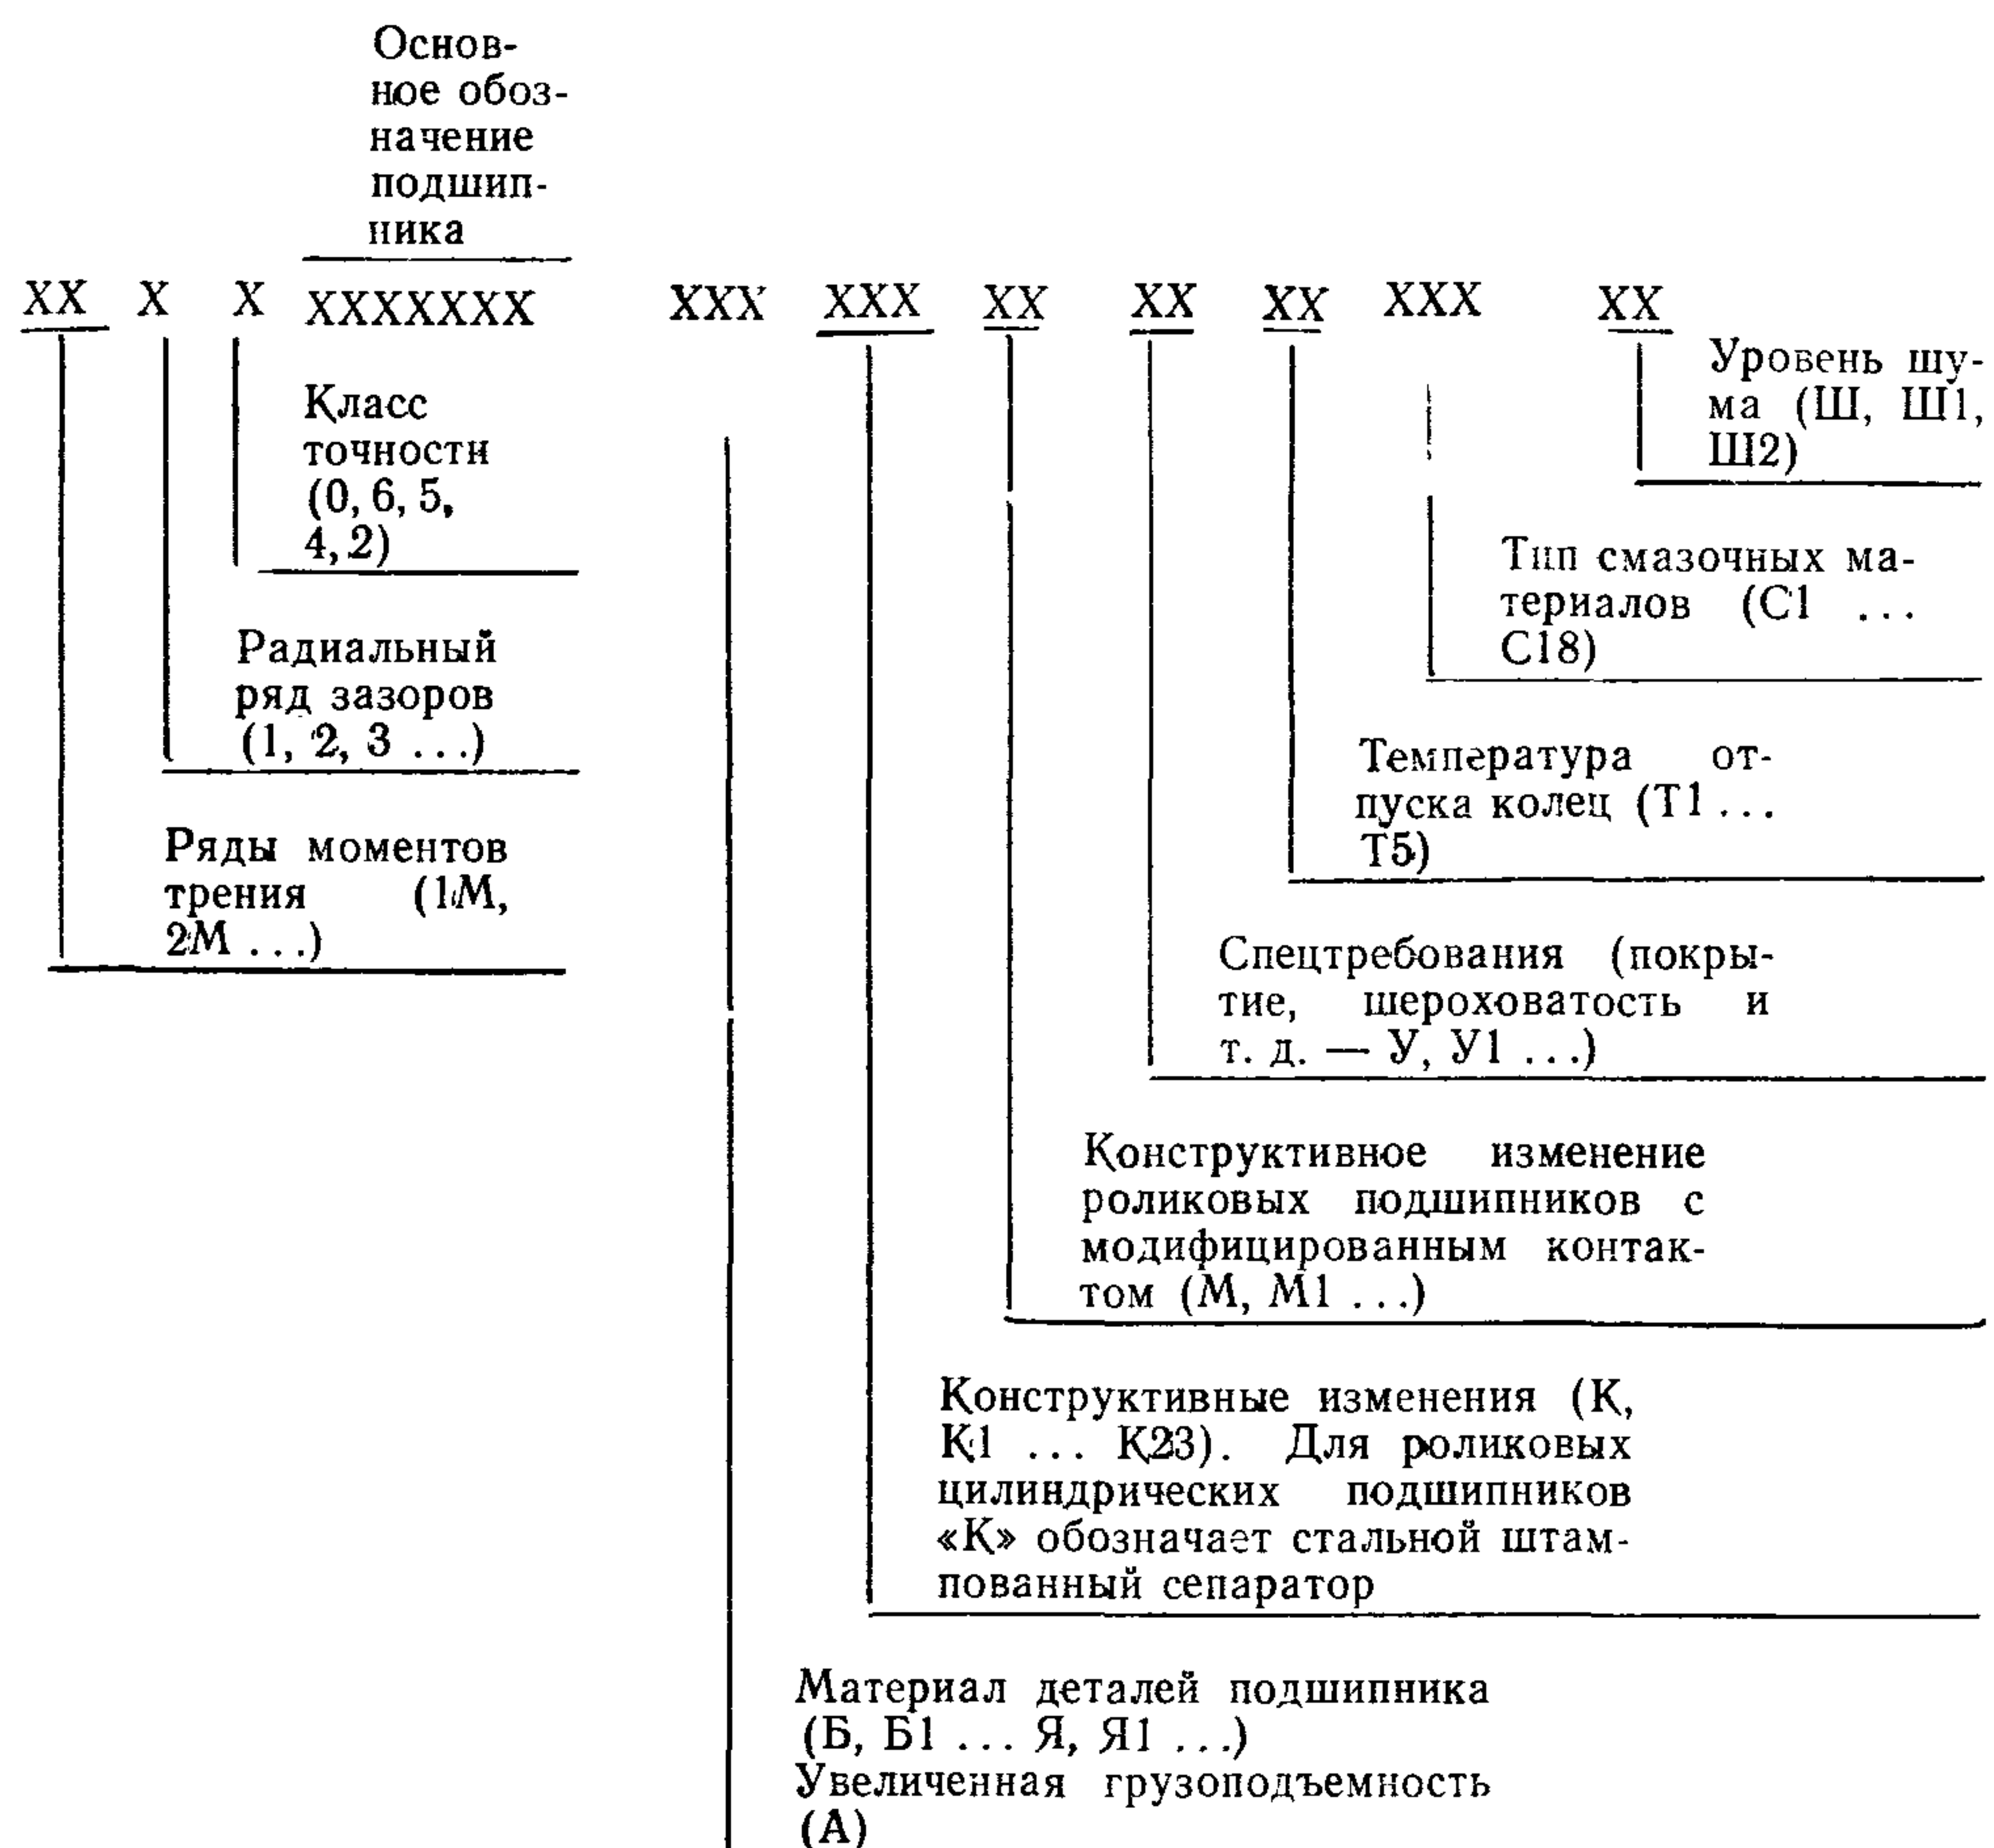 Основ-
ное обоз-
начение
подшип-
ника
XX X X XXXXXXX XXX XXX XX XX XX XXX XX
Класс
точности
(0, 6, 5,
4, 2)
Радиальный
ряд зазоров
(1, 2, 3 ...)
Ряды моментов
трения (1М,
2М ...)
Уровень шу-
ма (Ш, Ш1,
Ш2)
Тип смазочных ма-
териалов (С1 ...
С18)
Температура от-
пуска колец (Т1 ...
Т5)
Спецтребования (покры-
тие, шероховатость и
т. д. — У, У1 ...)
Конструктивное изменение
роликовых подшипников с
модифицированным контак-
том (М, М1 ...)
Конструктивные изменения (К,
К1 ... К23). Для роликовых
цилиндрических подшипников
«К» обозначает стальной штам-
пованный сепаратор
Материал деталей подшипника
(Б, Б1 ... Я, Я1 ...)
Увеличенная грузоподъемность
(А)